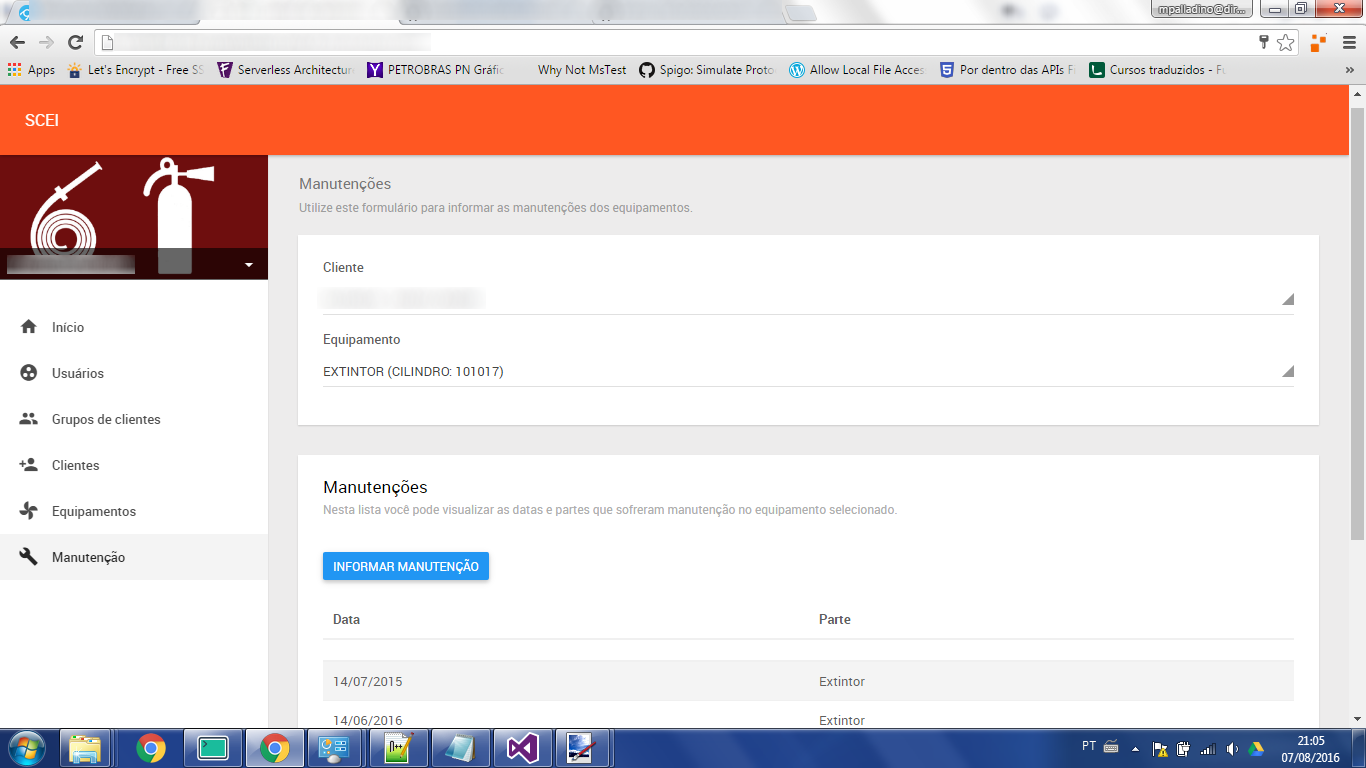 mpalladino@dir...
Apps
Let's Encrypt - Free SS
Serverless Architectur
PETROBRAS PN Gráfic
Why Not MsTest
Spigo: Simulate Proto
Allow Local File Acces
Por dentro das APIs F
Cursos traduzidos - Fu
»
SCEI
Início
Usuários
Grupos de clientes
Clientes
Equipamentos
Manutenção
Manutenções
Utilize este formulário para informar as manutenções dos equipamentos.
Cliente
Equipamento
EXTINTOR (CILINDRO: 101017)
Manutenções
Nesta lista você pode visualizar as datas e partes que sofreram manutenção no equipamento selecionado.
INFORMAR MANUTENÇÃO
Data Parte
14/07/2015 Extintor
14/06/2016 Extintor
PT
21:05
07/08/2016